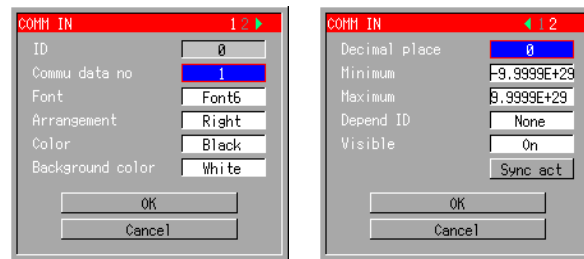 COMM IN 1 2
ID 0
Commu data no 1
Font Font6
Arrangement Right
Color Black
Background color White
OK
Cancel
COMM IN 1 2
Decimal place 0
Minimum -9.9999E+29
Maximum 9.9999E+29
Depend ID None
Visible On
Sync act
OK
Cancel